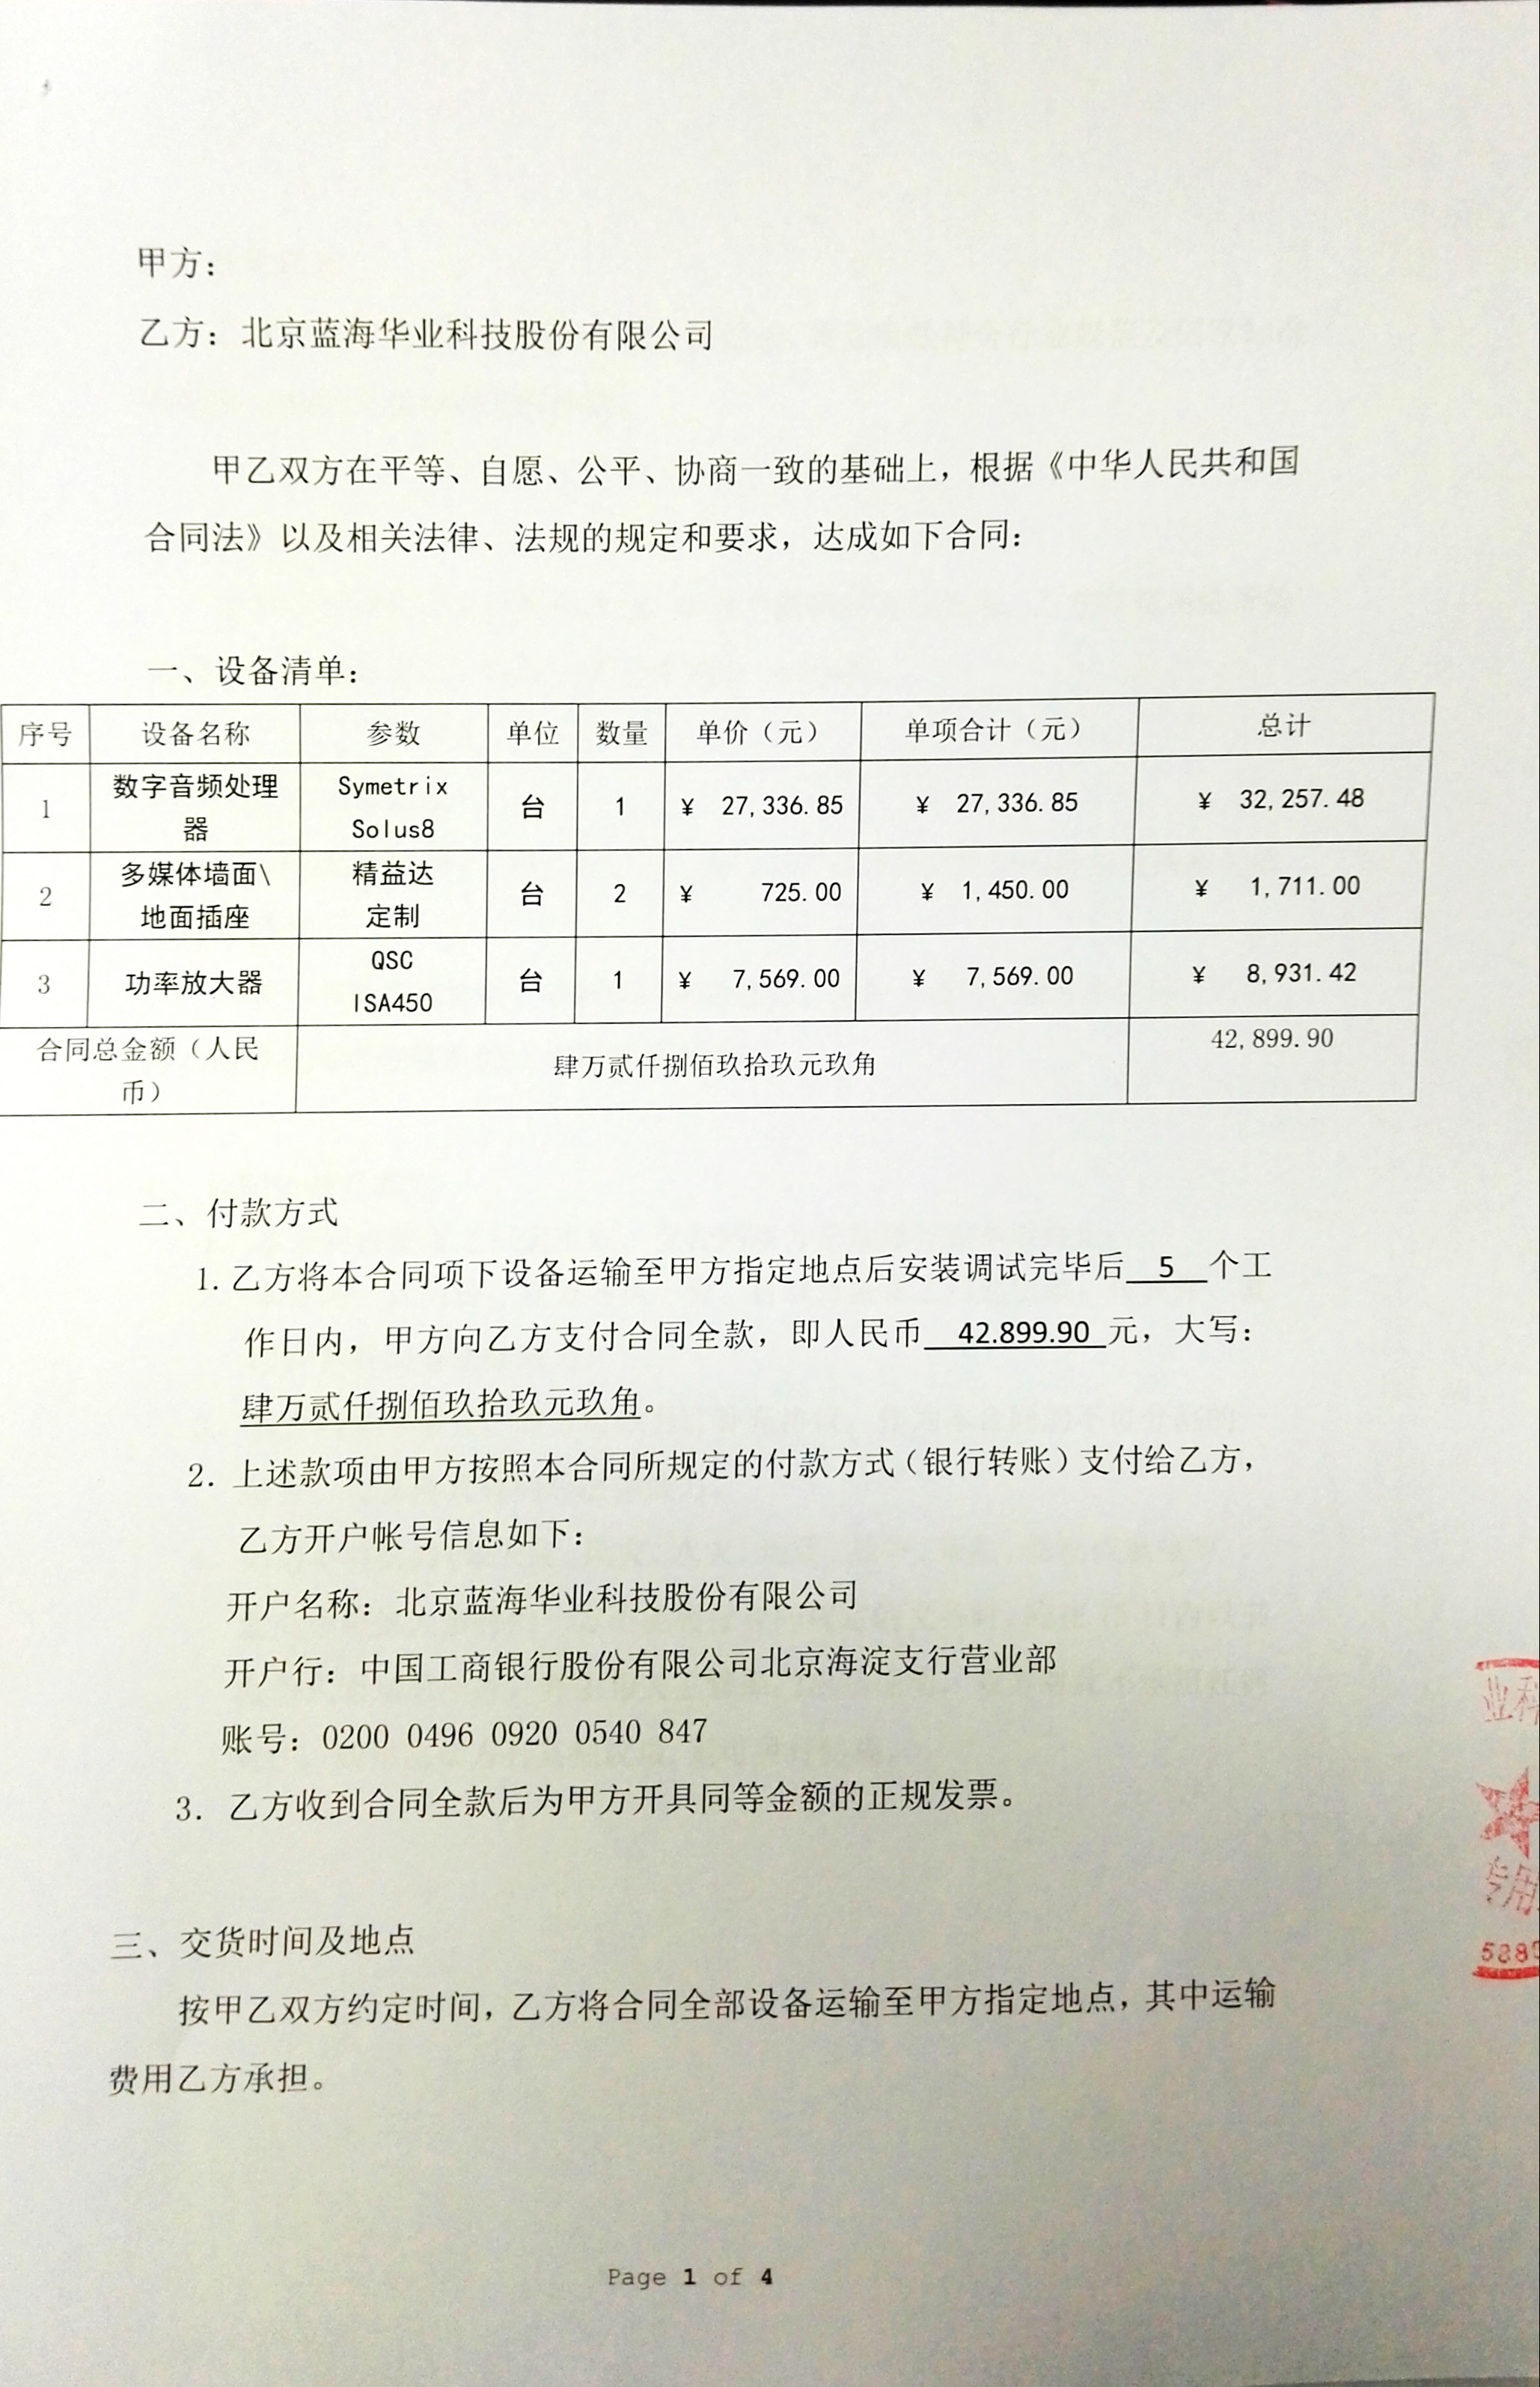 甲方：
乙方：北京蓝海华业科技股份有限公司
甲乙双方在平等、自愿、公平、协商一致的基础上，根据《中华人民共和国
合同法》以及相关法律、法规的规定和要求，达成如下合同：
一、设备清单：
序号 设备名称 参数 单位 数量 单价（元） 单项合计（元） 总计
1 数字音频处理器 Symetrix Solus8 台 1 ¥ 27,336.85 ¥ 27,336.85 ¥ 32,257.48
2 多媒体墙面\地面插座 精益达定制 台 2 ¥ 725.00 ¥ 1,450.00 ¥ 1,711.00
3 功率放大器 QSC ISA450 台 1 ¥ 7,569.00 ¥ 7,569.00 ¥ 8,931.42
合同总金额（人民币） 肆万贰仟捌佰玖拾玖元玖角 42,899.90
二、付款方式
1.乙方将本合同项下设备运输至甲方指定地点后安装调试完毕后 5 个工
作日内，甲方向乙方支付合同全款，即人民币 42.899.90 元，大写：
肆万贰仟捌佰玖拾玖元玖角。
2. 上述款项由甲方按照本合同所规定的付款方式（银行转账）支付给乙方，
乙方开户帐号信息如下：
开户名称：北京蓝海华业科技股份有限公司
开户行：中国工商银行股份有限公司北京海淀支行营业部
账号：0200 0496 0920 0540 847
3. 乙方收到合同全款后为甲方开具同等金额的正规发票。
业科
专用
三、交货时间及地点
按甲乙双方约定时间，乙方将合同全部设备运输至甲方指定地点，其中运输
费用乙方承担。
Page 1 of 4